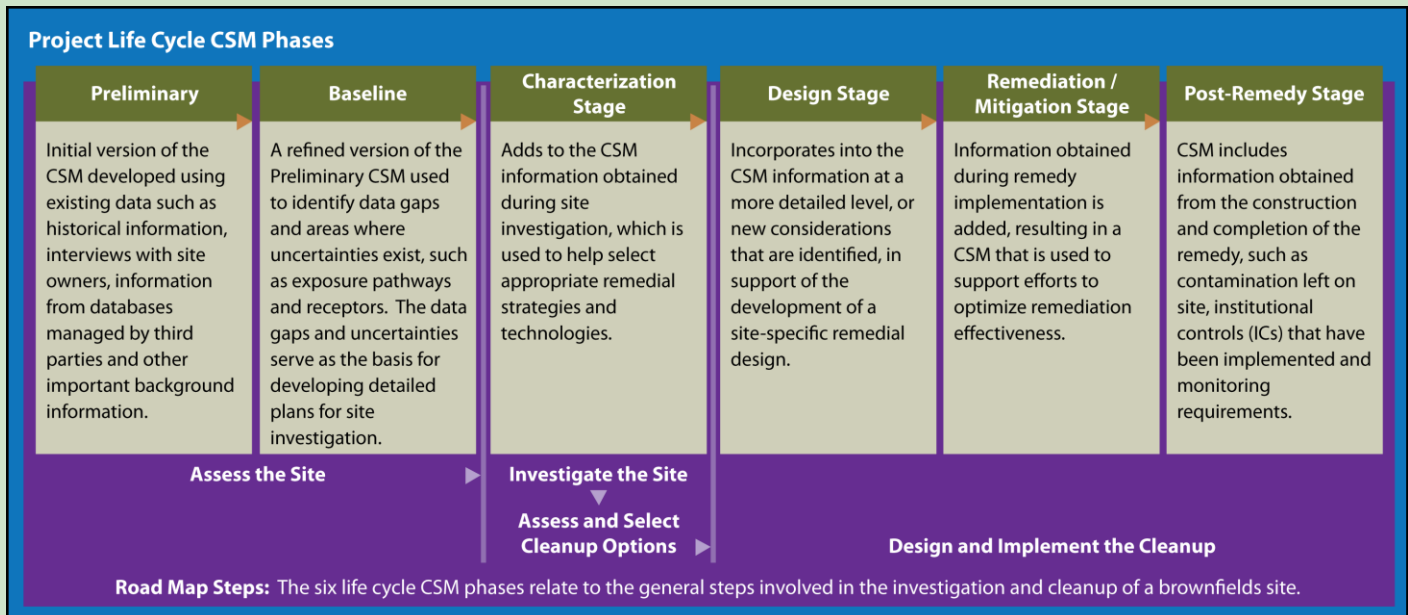 Project Life Cycle CSM Phases
Preliminary
Initial version of the
CSM developed using
existing data such as
historical information,
interviews with site
owners, information
from databases
managed by third
parties and other
important background
information.
Baseline
A refined version of the
Preliminary CSM used
to identify data gaps
and areas where
uncertainties exist, such
as exposure pathways
and receptors. The data
gaps and uncertainties
serve as the basis for
developing detailed
plans for site
investigation.
Characterization
Stage
Adds to the CSM
information obtained
during site
investigation, which is
used to help select
appropriate remedial
strategies and
technologies.
Design Stage
Incorporates into the
CSM information at a
more detailed level, or
new considerations
that are identified, in
support of the
development of a
site-specific remedial
design.
Remediation /
Mitigation Stage
Information obtained
during remedy
implementation is
added, resulting in a
CSM that is used to
support efforts to
optimize remediation
effectiveness.
Post-Remedy Stage
CSM includes
information obtained
from the construction
and completion of the
remedy, such as
contamination left on
site, institutional
controls (ICs) that have
been implemented and
monitoring
requirements.
Assess the Site
Investigate the Site
Assess and Select
Cleanup Options
Design and Implement the Cleanup
Road Map Steps: The six life cycle CSM phases relate to the general steps involved in the investigation and cleanup of a brownfields site.